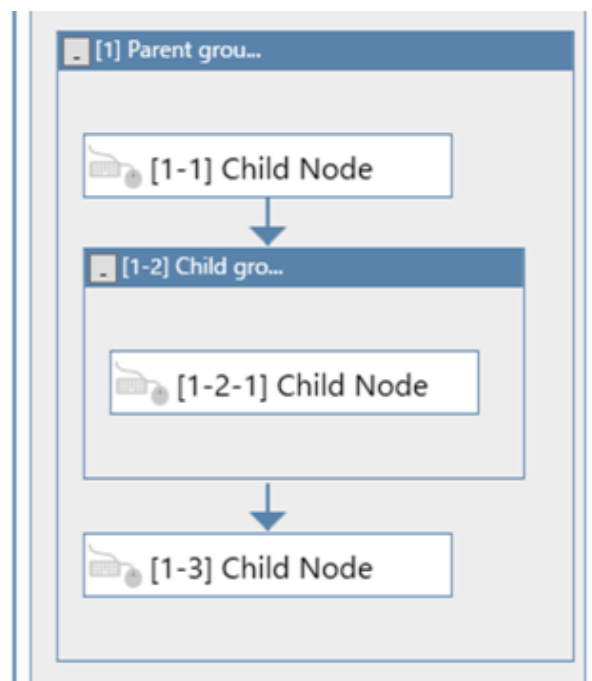 [1] Parent grou...
[1-1] Child Node
[1-2] Child gro...
[1-2-1] Child Node
[1-3] Child Node